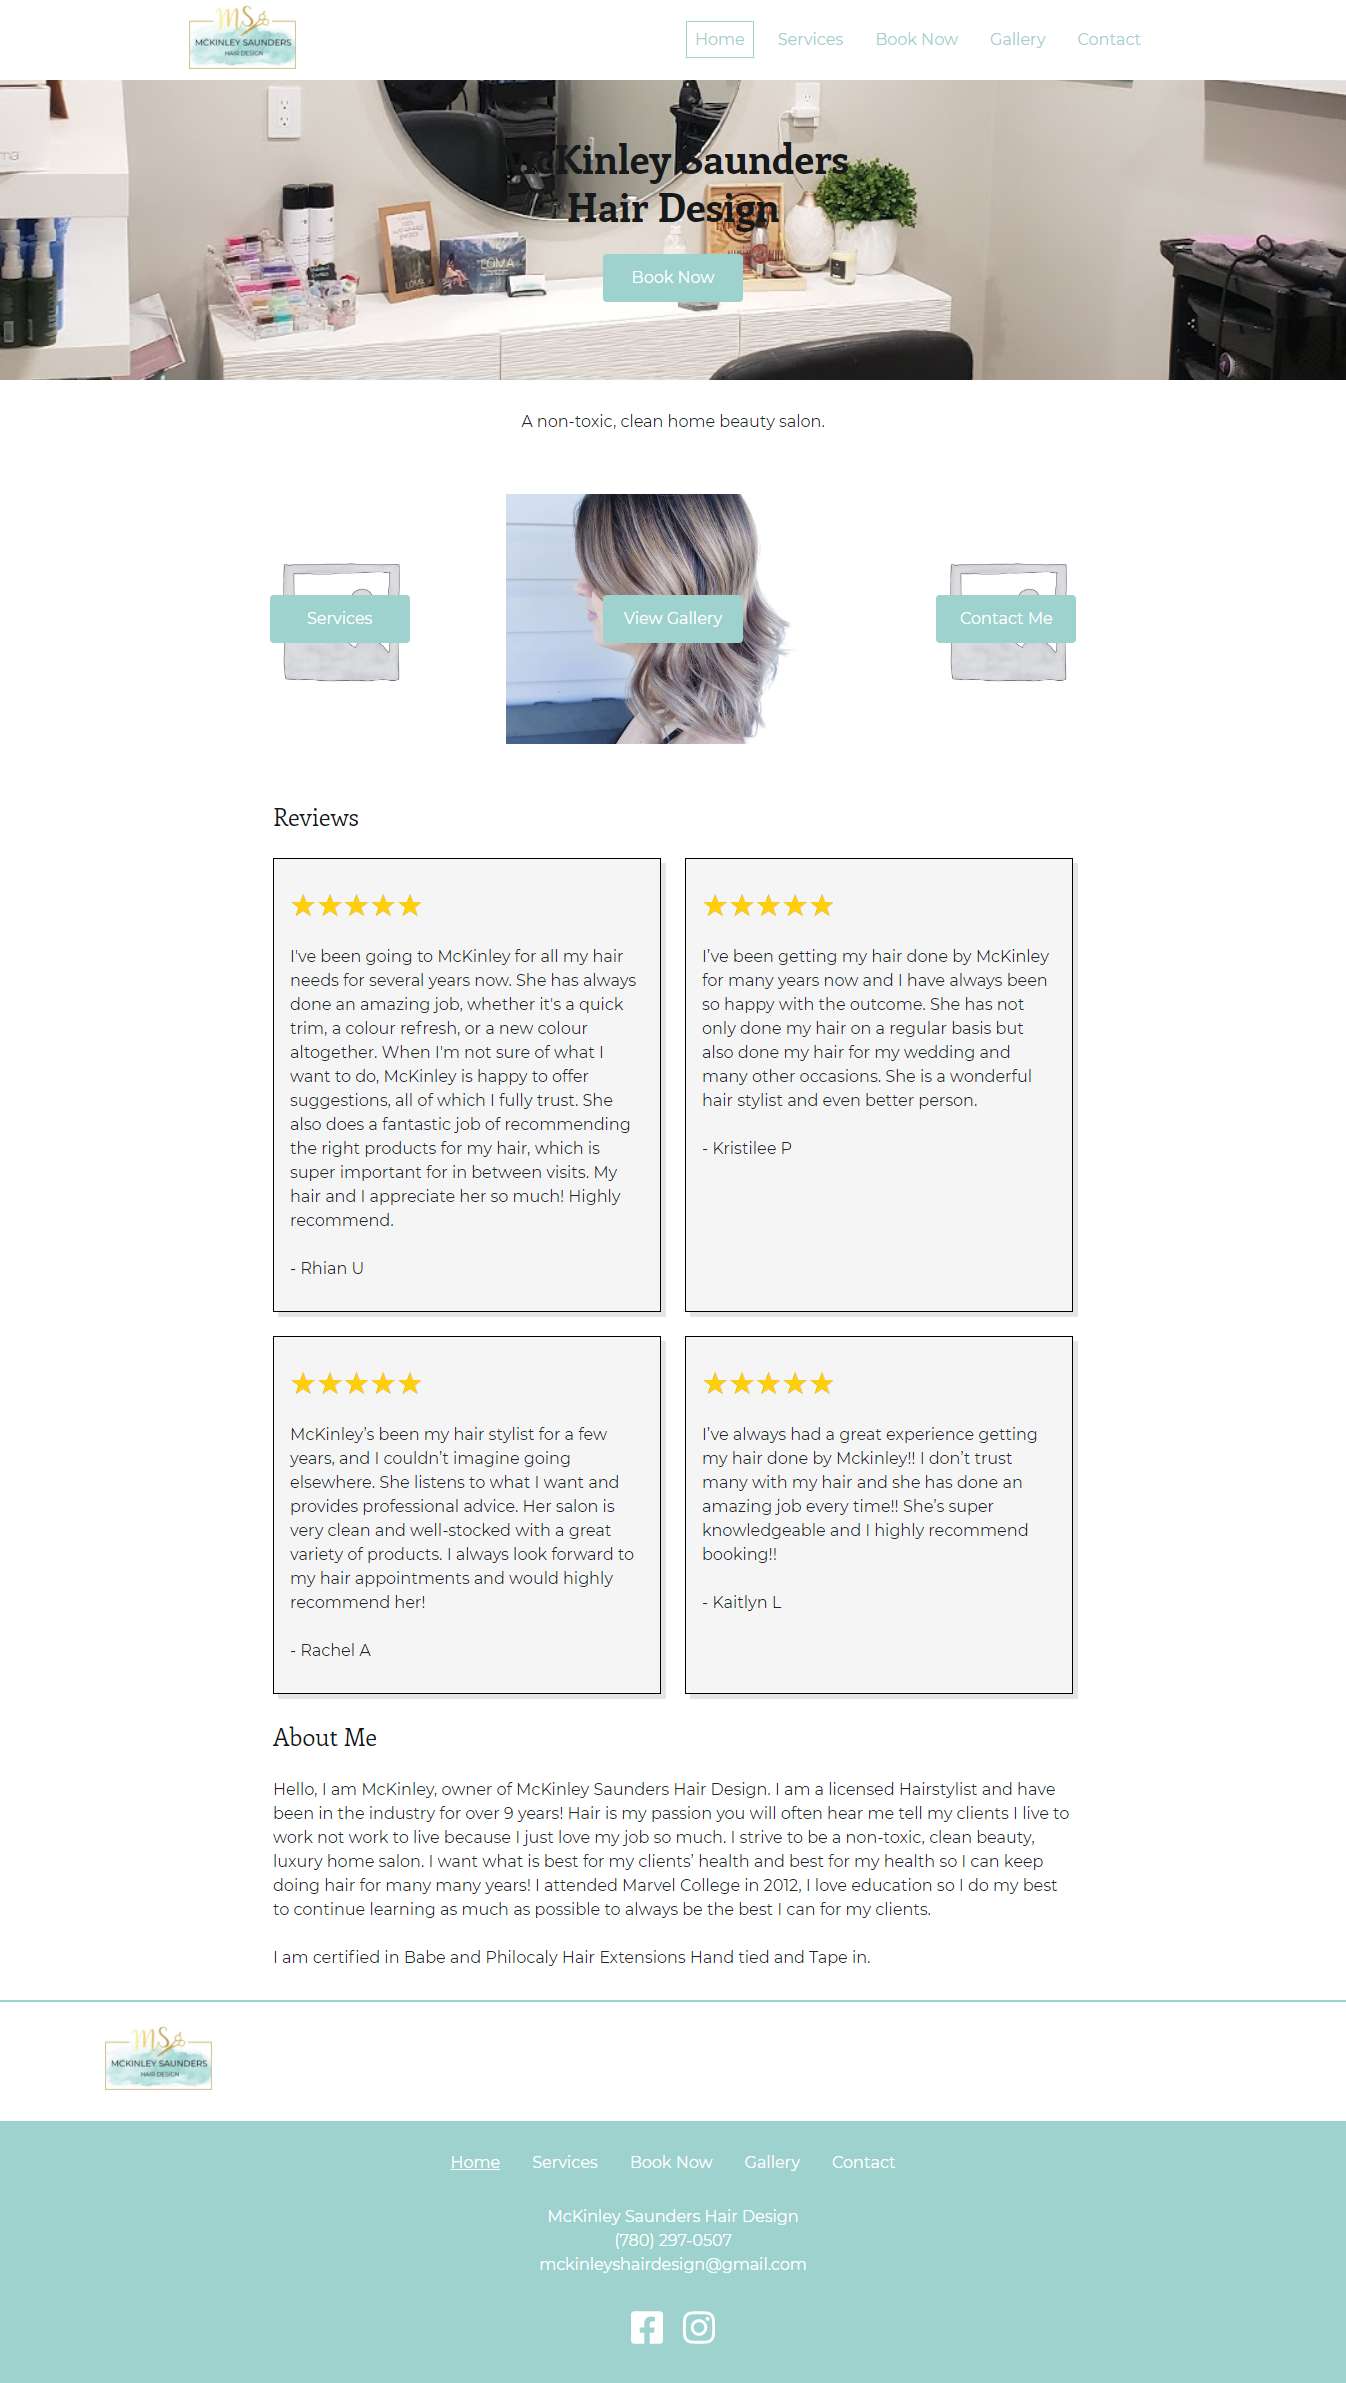 MS
MCKINLEY SAUNDERS
HAIR DESIGN
Home Services Book Now Gallery Contact
McKinley Saunders
Hair Design
LOMA
LOMA
Book Now
A non-toxic, clean home beauty salon.
Services
View Gallery
Contact Me
Reviews
I've been going to McKinley for all my hair
needs for several years now. She has always
done an amazing job, whether it's a quick
trim, a colour refresh, or a new colour
altogether. When I'm not sure of what I
want to do, McKinley is happy to offer
suggestions, all of which I fully trust. She
also does a fantastic job of recommending
the right products for my hair, which is
super important for in between visits. My
hair and I appreciate her so much! Highly
recommend.
- Rhian U
I’ve been getting my hair done by McKinley
for many years now and I have always been
so happy with the outcome. She has not
only done my hair on a regular basis but
also done my hair for my wedding and
many other occasions. She is a wonderful
hair stylist and even better person.
- Kristilee P
McKinley’s been my hair stylist for a few
years, and I couldn’t imagine going
elsewhere. She listens to what I want and
provides professional advice. Her salon is
very clean and well-stocked with a great
variety of products. I always look forward to
my hair appointments and would highly
recommend her!
- Rachel A
I’ve always had a great experience getting
my hair done by Mckinley!! I don’t trust
many with my hair and she has done an
amazing job every time!! She’s super
knowledgeable and I highly recommend
booking!!
- Kaitlyn L
About Me
Hello, I am McKinley, owner of McKinley Saunders Hair Design. I am a licensed Hairstylist and have
been in the industry for over 9 years! Hair is my passion you will often hear me tell my clients I live to
work not work to live because I just love my job so much. I strive to be a non-toxic, clean beauty,
luxury home salon. I want what is best for my clients’ health and best for my health so I can keep
doing hair for many many years! I attended Marvel College in 2012, I love education so I do my best
to continue learning as much as possible to always be the best I can for my clients.
I am certified in Babe and Philocaly Hair Extensions Hand tied and Tape in.
MS
MCKINLEY SAUNDERS
HAIR DESIGN
Home Services Book Now Gallery Contact
McKinley Saunders Hair Design
(780) 297-0507
mckinleyshairdesign@gmail.com